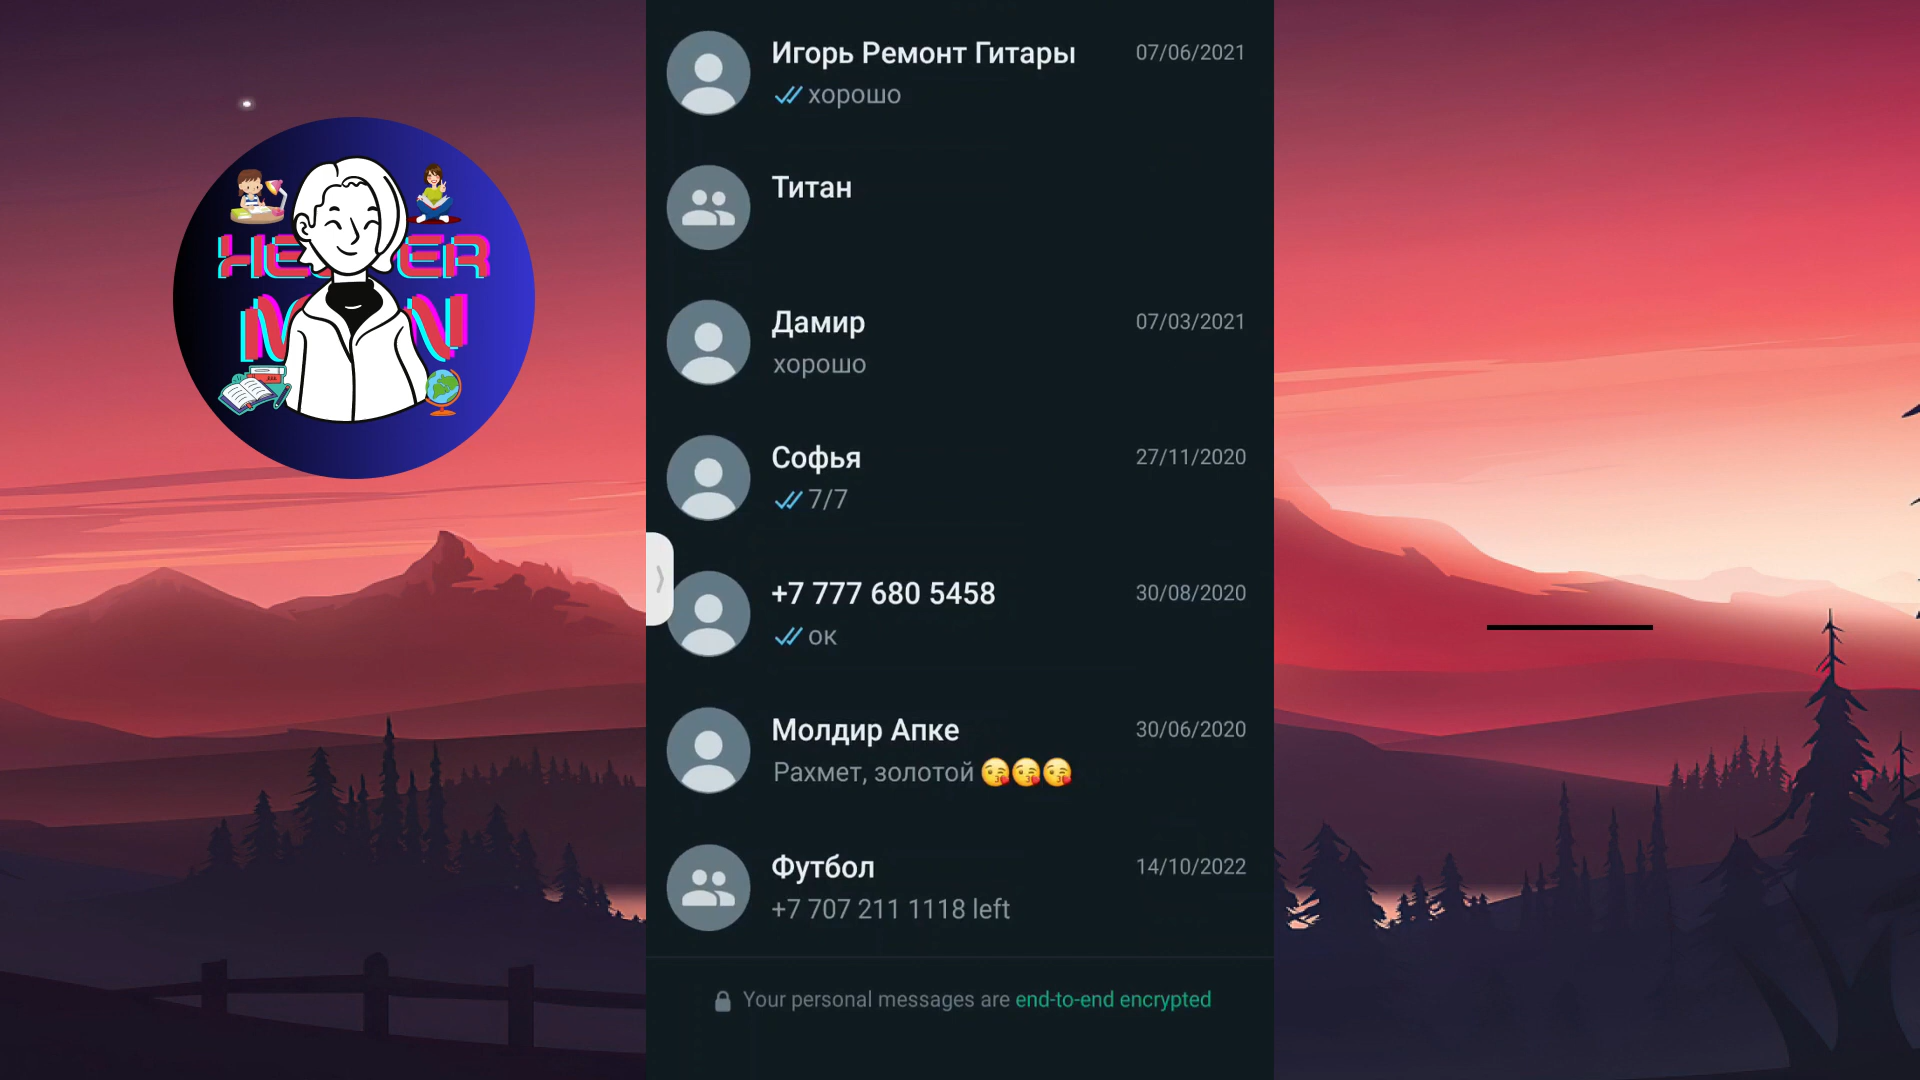 Игорь Ремонт Гитары 07/06/2021
хорошо
Титан
Дамир 07/03/2021
хорошо
Софья 27/11/2020
7/7
+7 777 680 5458 30/08/2020
ок
Молдир Апке 30/06/2020
Рахмет, золотой 😘😘😘
Футбол 14/10/2022
+7 707 211 1118 left
Your personal messages are end-to-end encrypted